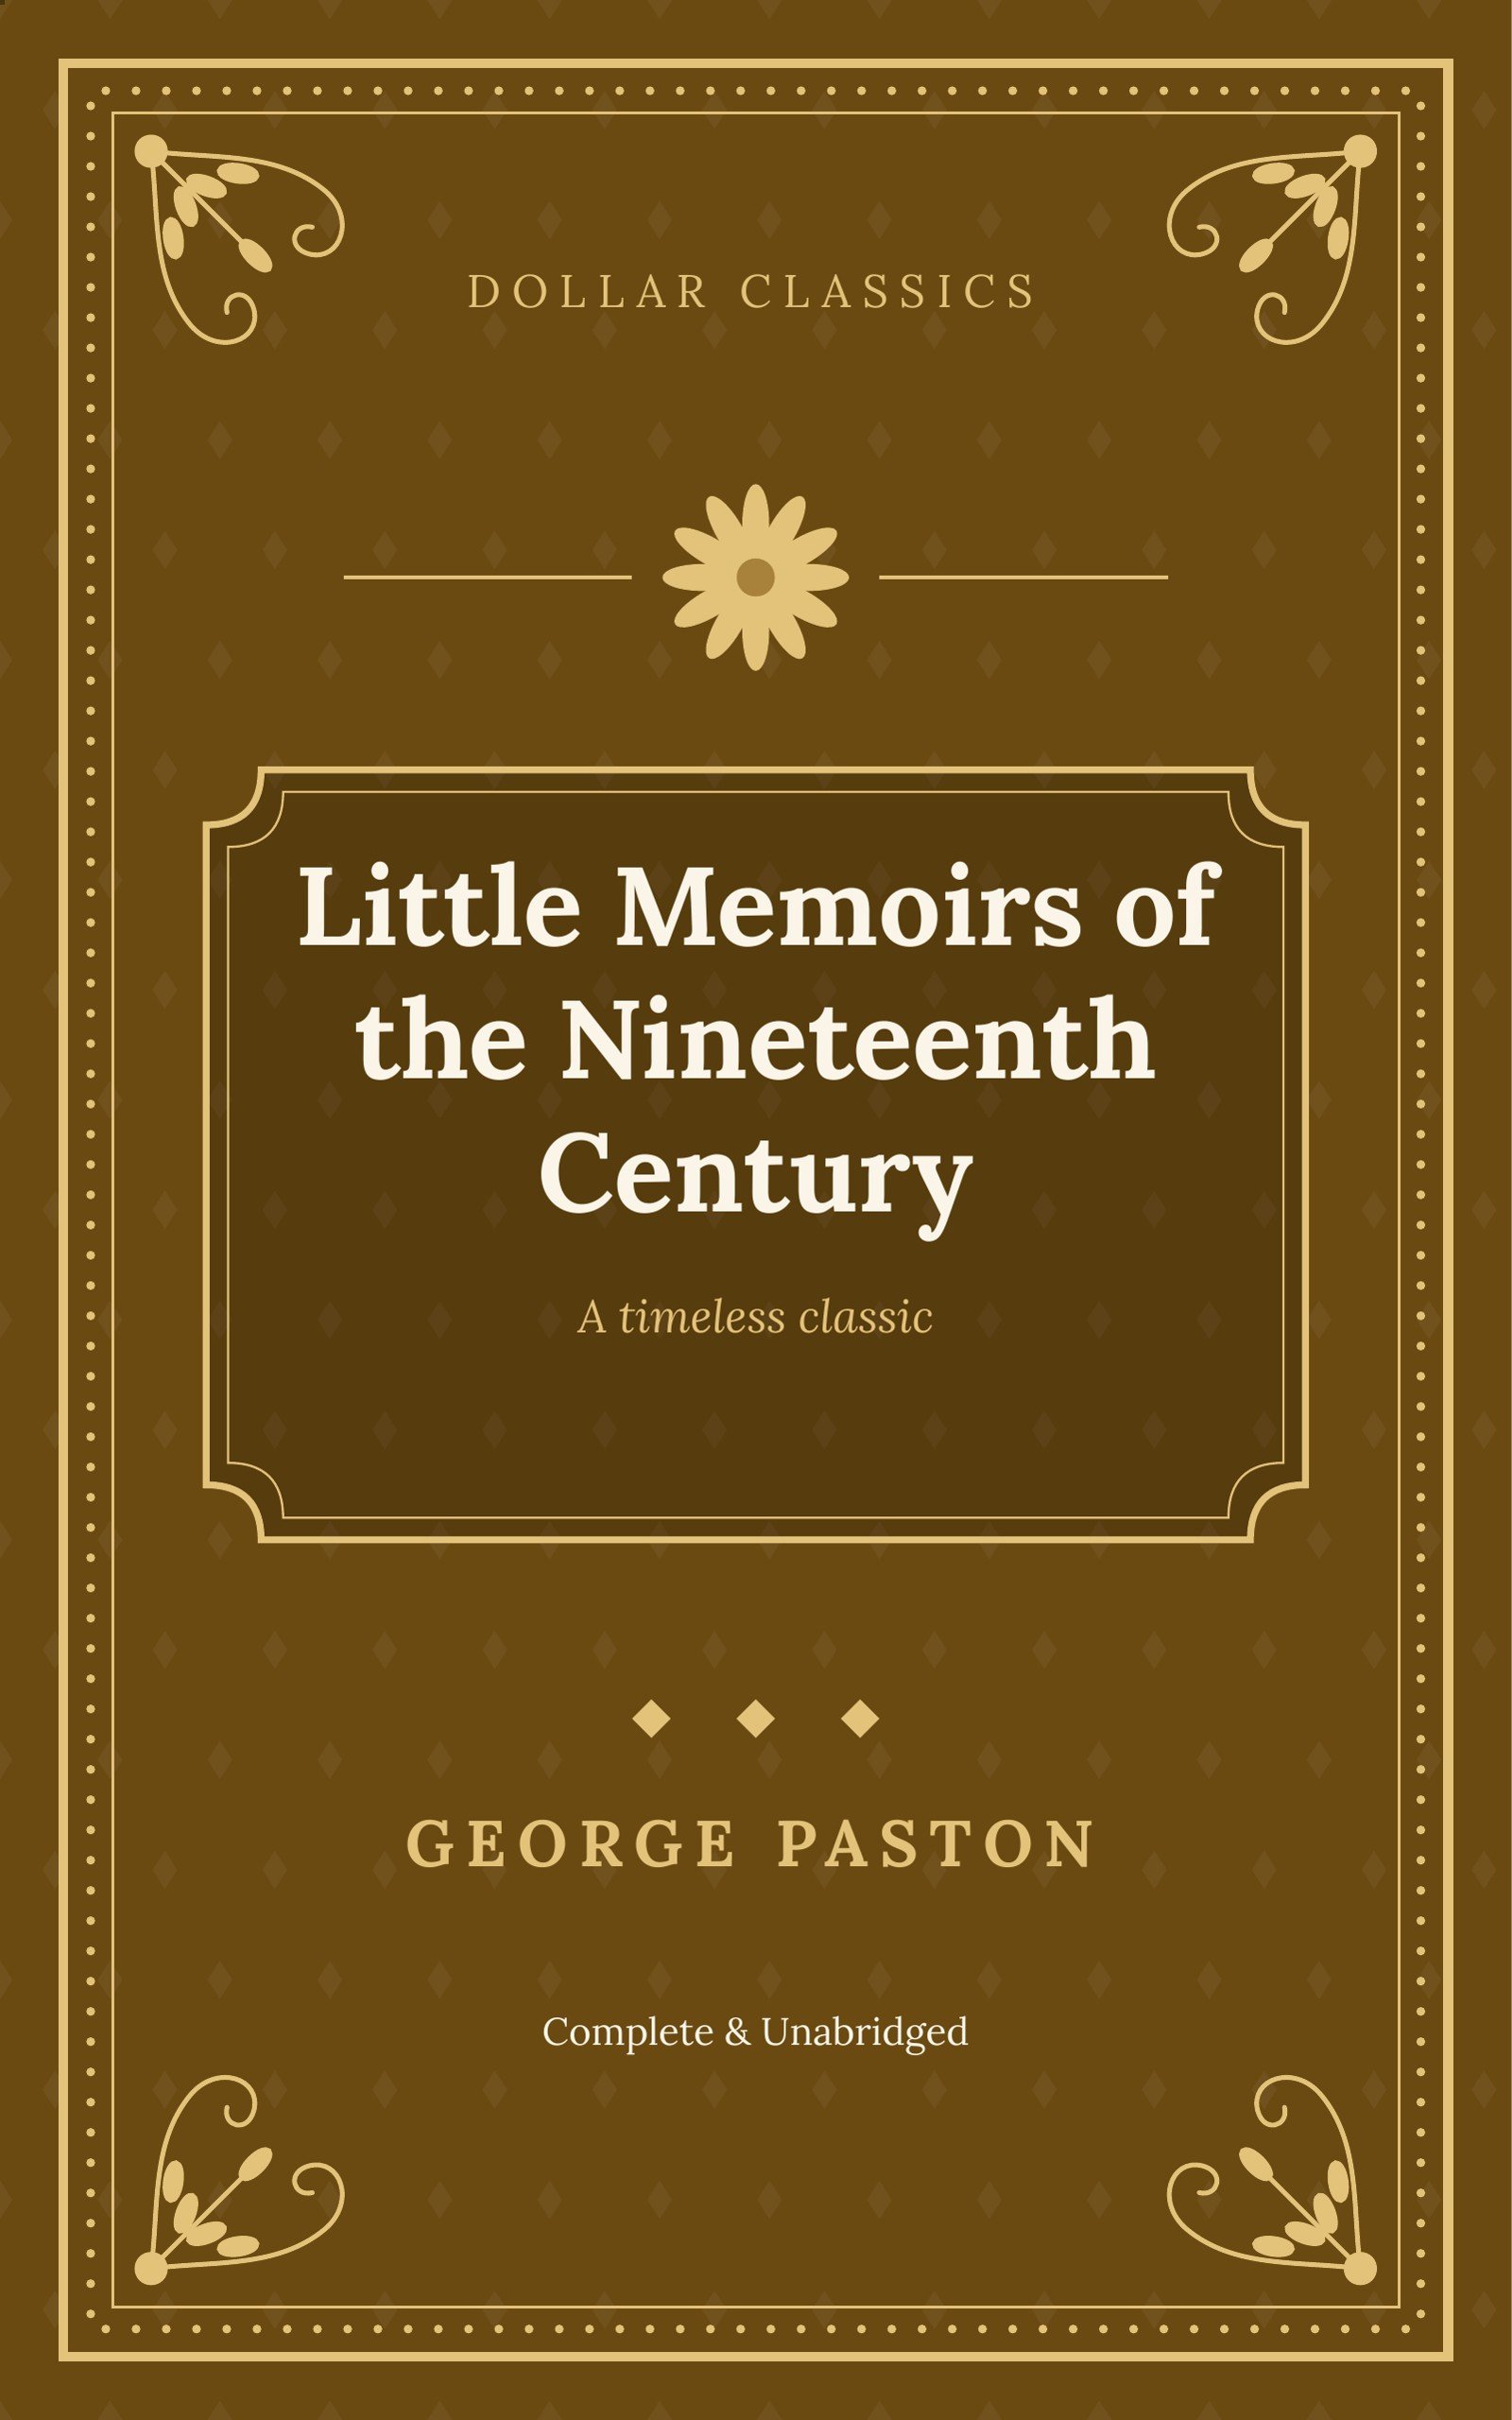 DOLLAR CLASSICS
Little Memoirs of
the Nineteenth
Century
A timeless classic
GEORGE PASTON
Complete & Unabridged